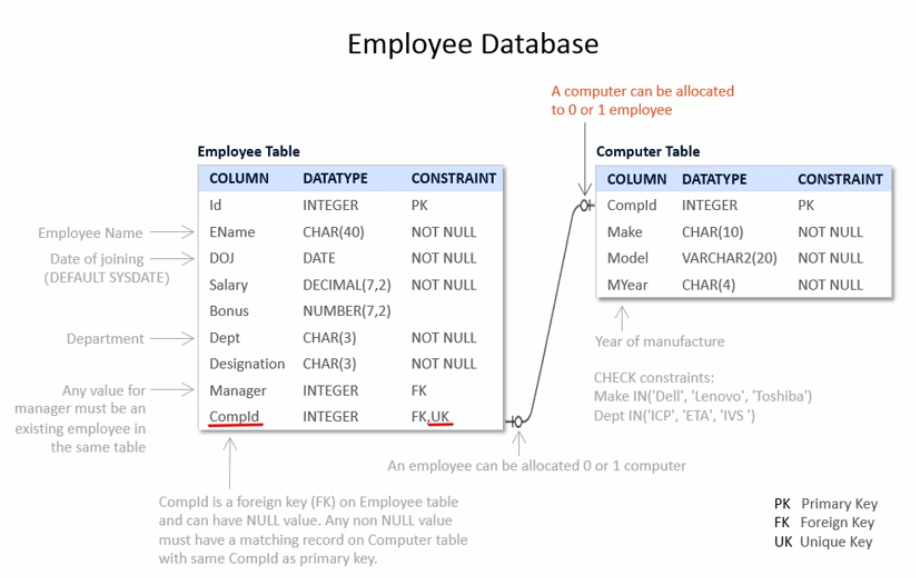 Employee Database
A computer can be allocated
to 0 or 1 employee
Employee Table
COLUMN DATATYPE CONSTRAINT
Id INTEGER PK
EName CHAR(40) NOT NULL
DOJ DATE NOT NULL
Salary DECIMAL(7,2) NOT NULL
Bonus NUMBER(7,2)
Dept CHAR(3) NOT NULL
Designation CHAR(3) NOT NULL
Manager INTEGER FK
CompId INTEGER FK,UK
Employee Name
Date of joining
(DEFAULT SYSDATE)
Department
Any value for
manager must be an
existing employee in
the same table
Computer Table
COLUMN DATATYPE CONSTRAINT
CompId INTEGER PK
Make CHAR(10) NOT NULL
Model VARCHAR2(20) NOT NULL
MYear CHAR(4) NOT NULL
Year of manufacture
CHECK constraints:
Make IN('Dell', 'Lenovo', 'Toshiba')
Dept IN('ICP', 'ETA', 'IVS ')
An employee can be allocated 0 or 1 computer
CompId is a foreign key (FK) on Employee table
and can have NULL value. Any non NULL value
must have a matching record on Computer table
with same CompId as primary key.
PK Primary Key
FK Foreign Key
UK Unique Key